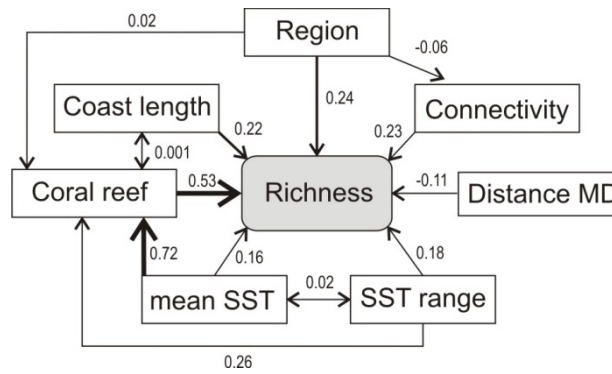 0.02
Region
-0.06
Coast length
0.24
Connectivity
0.22
0.23
0.001
Coral reef
0.53
Richness
-0.11
Distance MD
0.72
0.16
0.18
mean SST
0.02
SST range
0.26